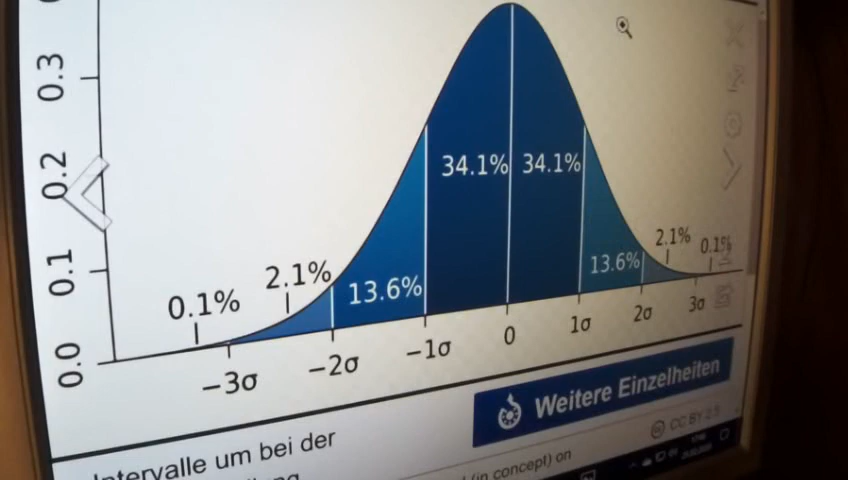 0.3
0.2
0.1
0.0
34.1% 34.1%
0.1% 2.1% 13.6%
13.6% 2.1% 0.1%
−3σ −2σ −1σ 0 1σ 2σ 3σ
Weitere Einzelheiten
CC BY 2.5
Intervalle um bei der
(in concept) on